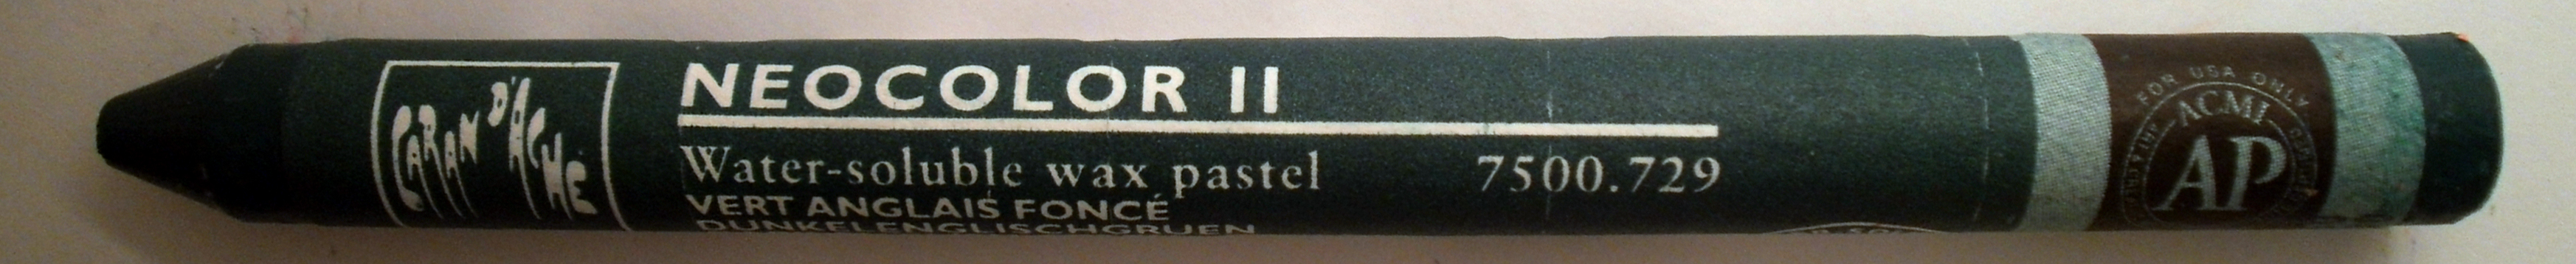 CARAN D'ACHE
NEOCOLOR II
Water-soluble wax pastel 7500.729
VERT ANGLAIS FONCÉ
DUNKELENGLISCHGRUEN
FOR USA ONLY
ACMI
AP